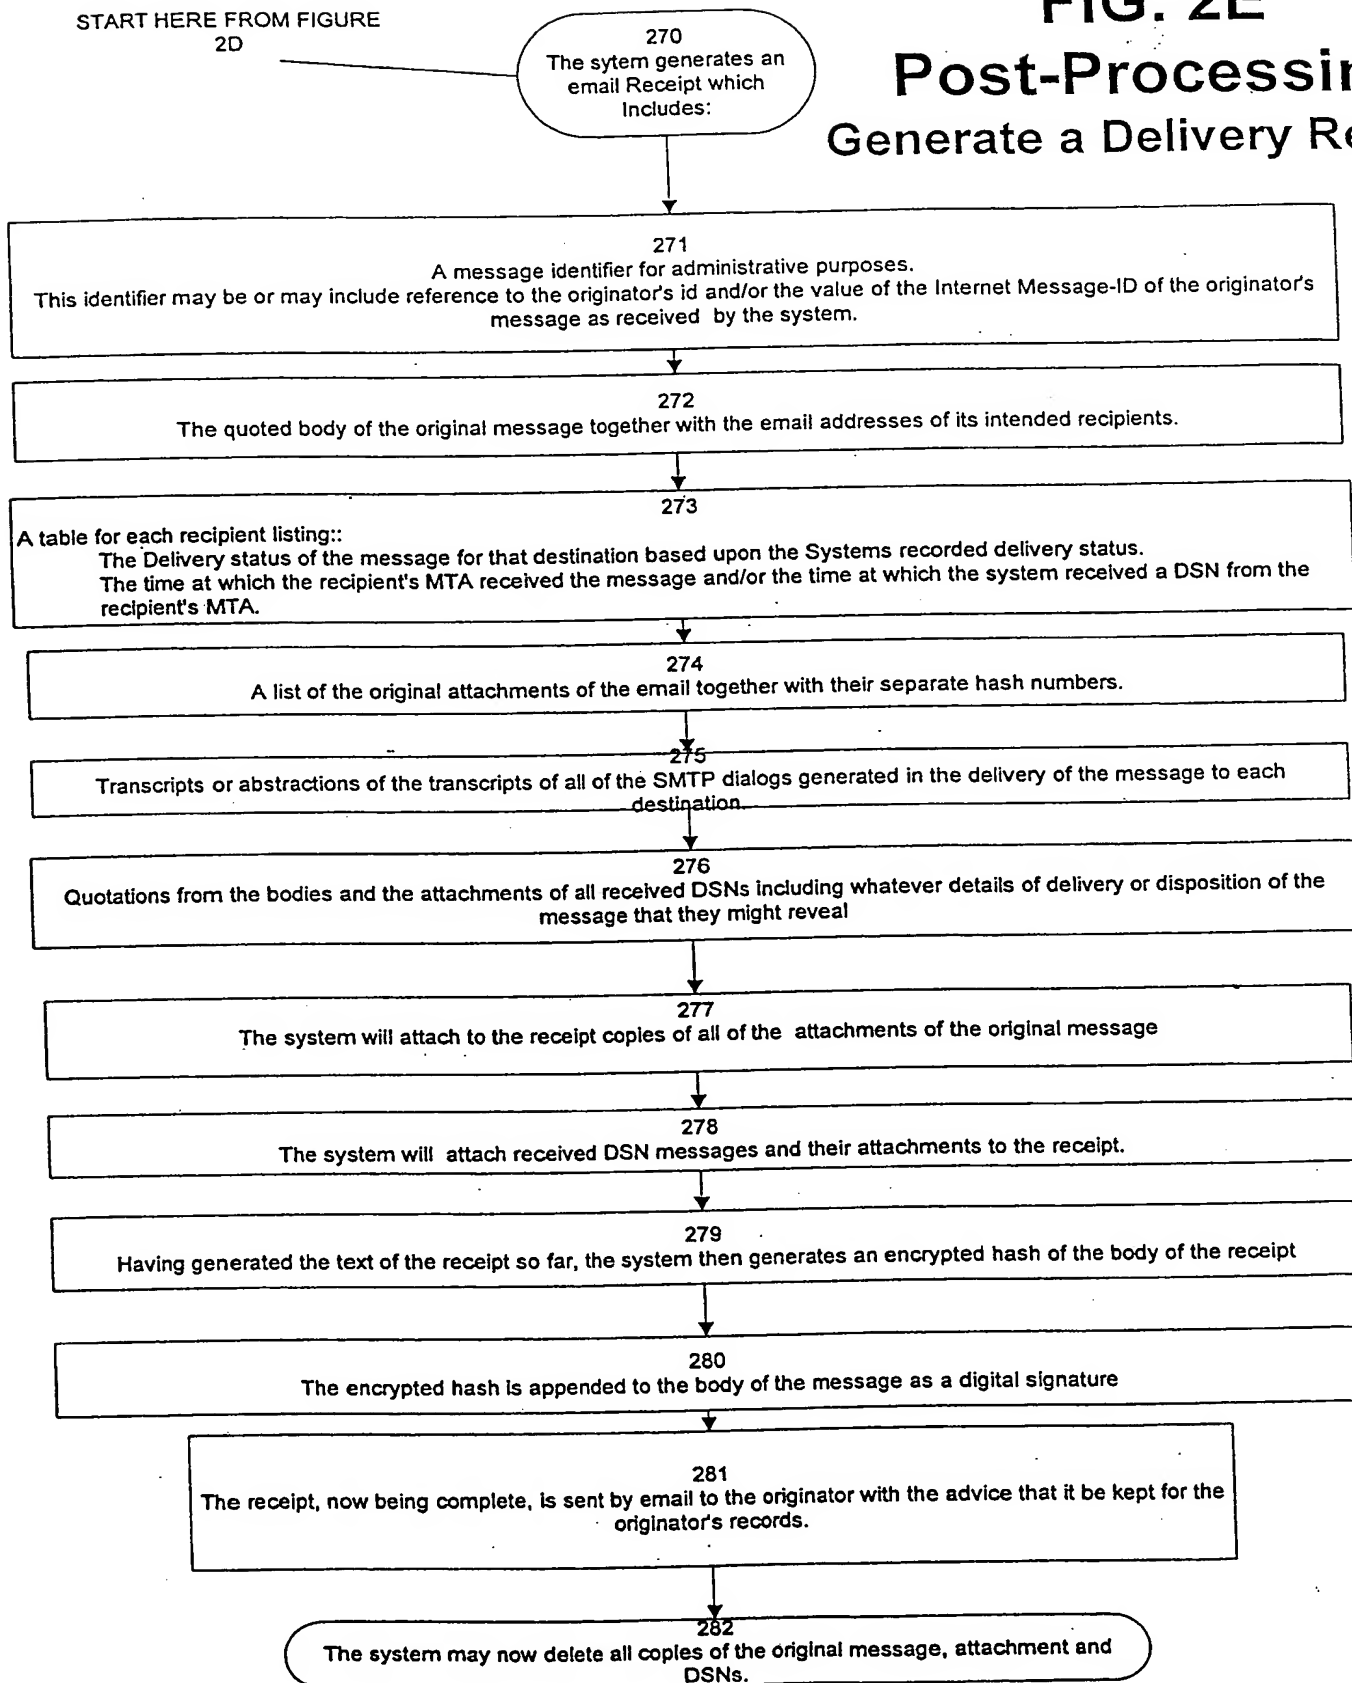 START HERE FROM FIGURE
2D
270
The sytem generates an
email Receipt which
Includes:
FIG. 2E
Post-Processin
Generate a Delivery Re
271
A message identifier for administrative purposes.
This identifier may be or may include reference to the originator's id and/or the value of the Internet Message-ID of the originator's
message as received by the system.
272
The quoted body of the original message together with the email addresses of its intended recipients.
273
A table for each recipient listing::
The Delivery status of the message for that destination based upon the Systems recorded delivery status.
The time at which the recipient's MTA received the message and/or the time at which the system received a DSN from the
recipient's MTA.
274
A list of the original attachments of the email together with their separate hash numbers.
275
Transcripts or abstractions of the transcripts of all of the SMTP dialogs generated in the delivery of the message to each
destination.
276
Quotations from the bodies and the attachments of all received DSNs including whatever details of delivery or disposition of the
message that they might reveal
277
The system will attach to the receipt copies of all of the attachments of the original message
278
The system will attach received DSN messages and their attachments to the receipt.
279
Having generated the text of the receipt so far, the system then generates an encrypted hash of the body of the receipt
280
The encrypted hash is appended to the body of the message as a digital signature
281
The receipt, now being complete, is sent by email to the originator with the advice that it be kept for the
originator's records.
282
The system may now delete all copies of the original message, attachment and
DSNs.